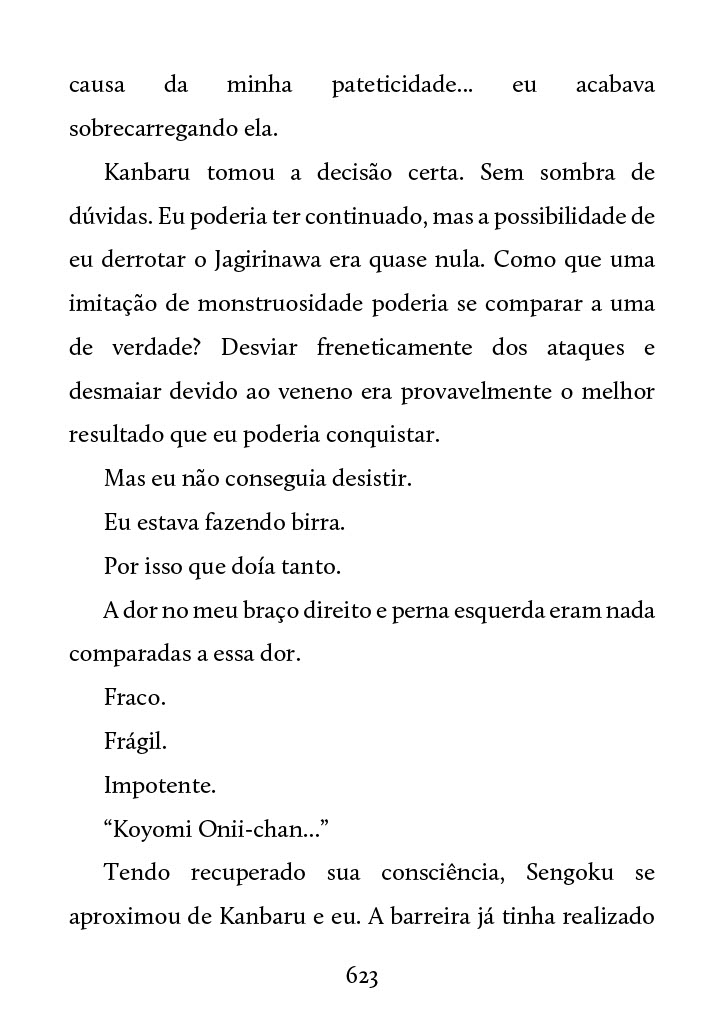 causa da minha pateticidade... eu acabava
sobrecarregando ela.
Kanbaru tomou a decisão certa. Sem sombra de
dúvidas. Eu poderia ter continuado, mas a possibilidade de
eu derrotar o Jagirinawa era quase nula. Como que uma
imitação de monstruosidade poderia se comparar a uma
de verdade? Desviar freneticamente dos ataques e
desmaiar devido ao veneno era provavelmente o melhor
resultado que eu poderia conquistar.
Mas eu não conseguia desistir.
Eu estava fazendo birra.
Por isso que doía tanto.
A dor no meu braço direito e perna esquerda eram nada
comparadas a essa dor.
Fraco.
Frágil.
Impotente.
“Koyomi Onii-chan...”
Tendo recuperado sua consciência, Sengoku se
aproximou de Kanbaru e eu. A barreira já tinha realizado
623